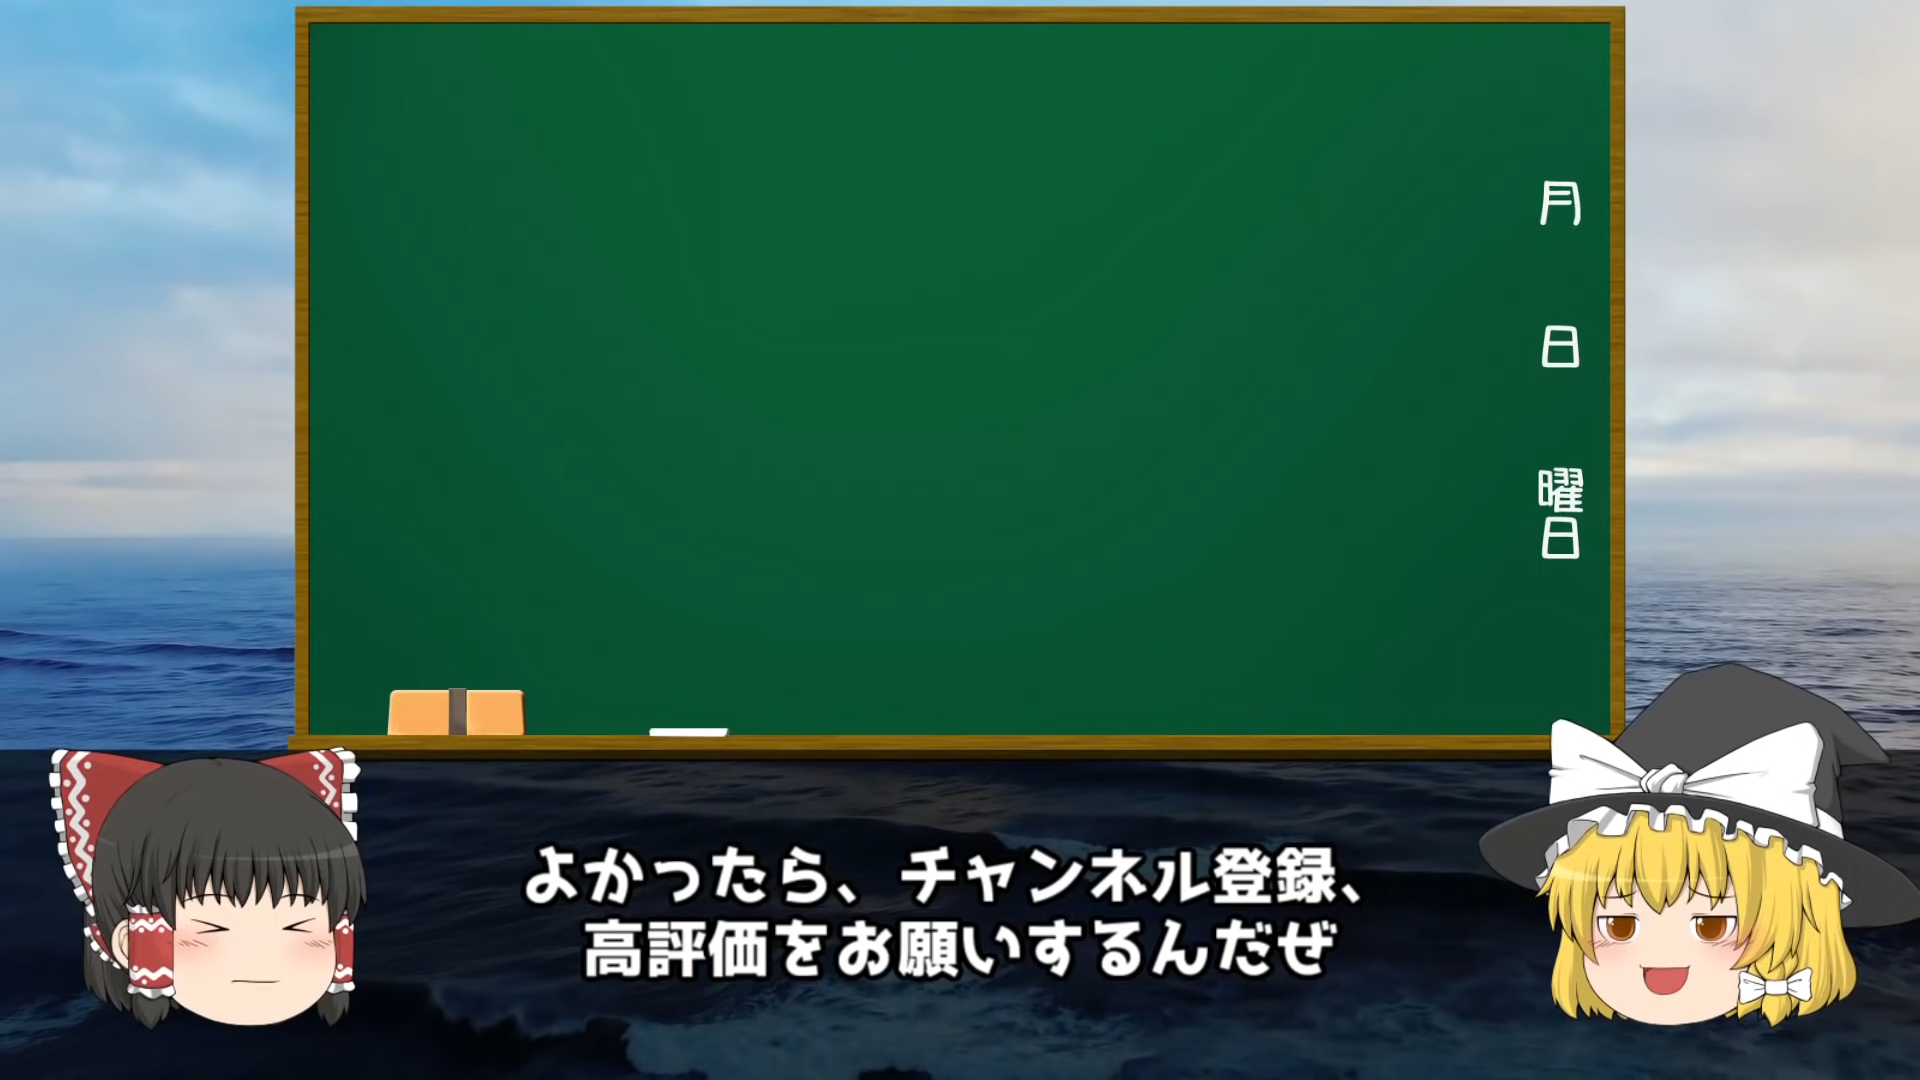 月
日
曜
日
よかったら、チャンネル登録、
高評価をお願いするんだぜ